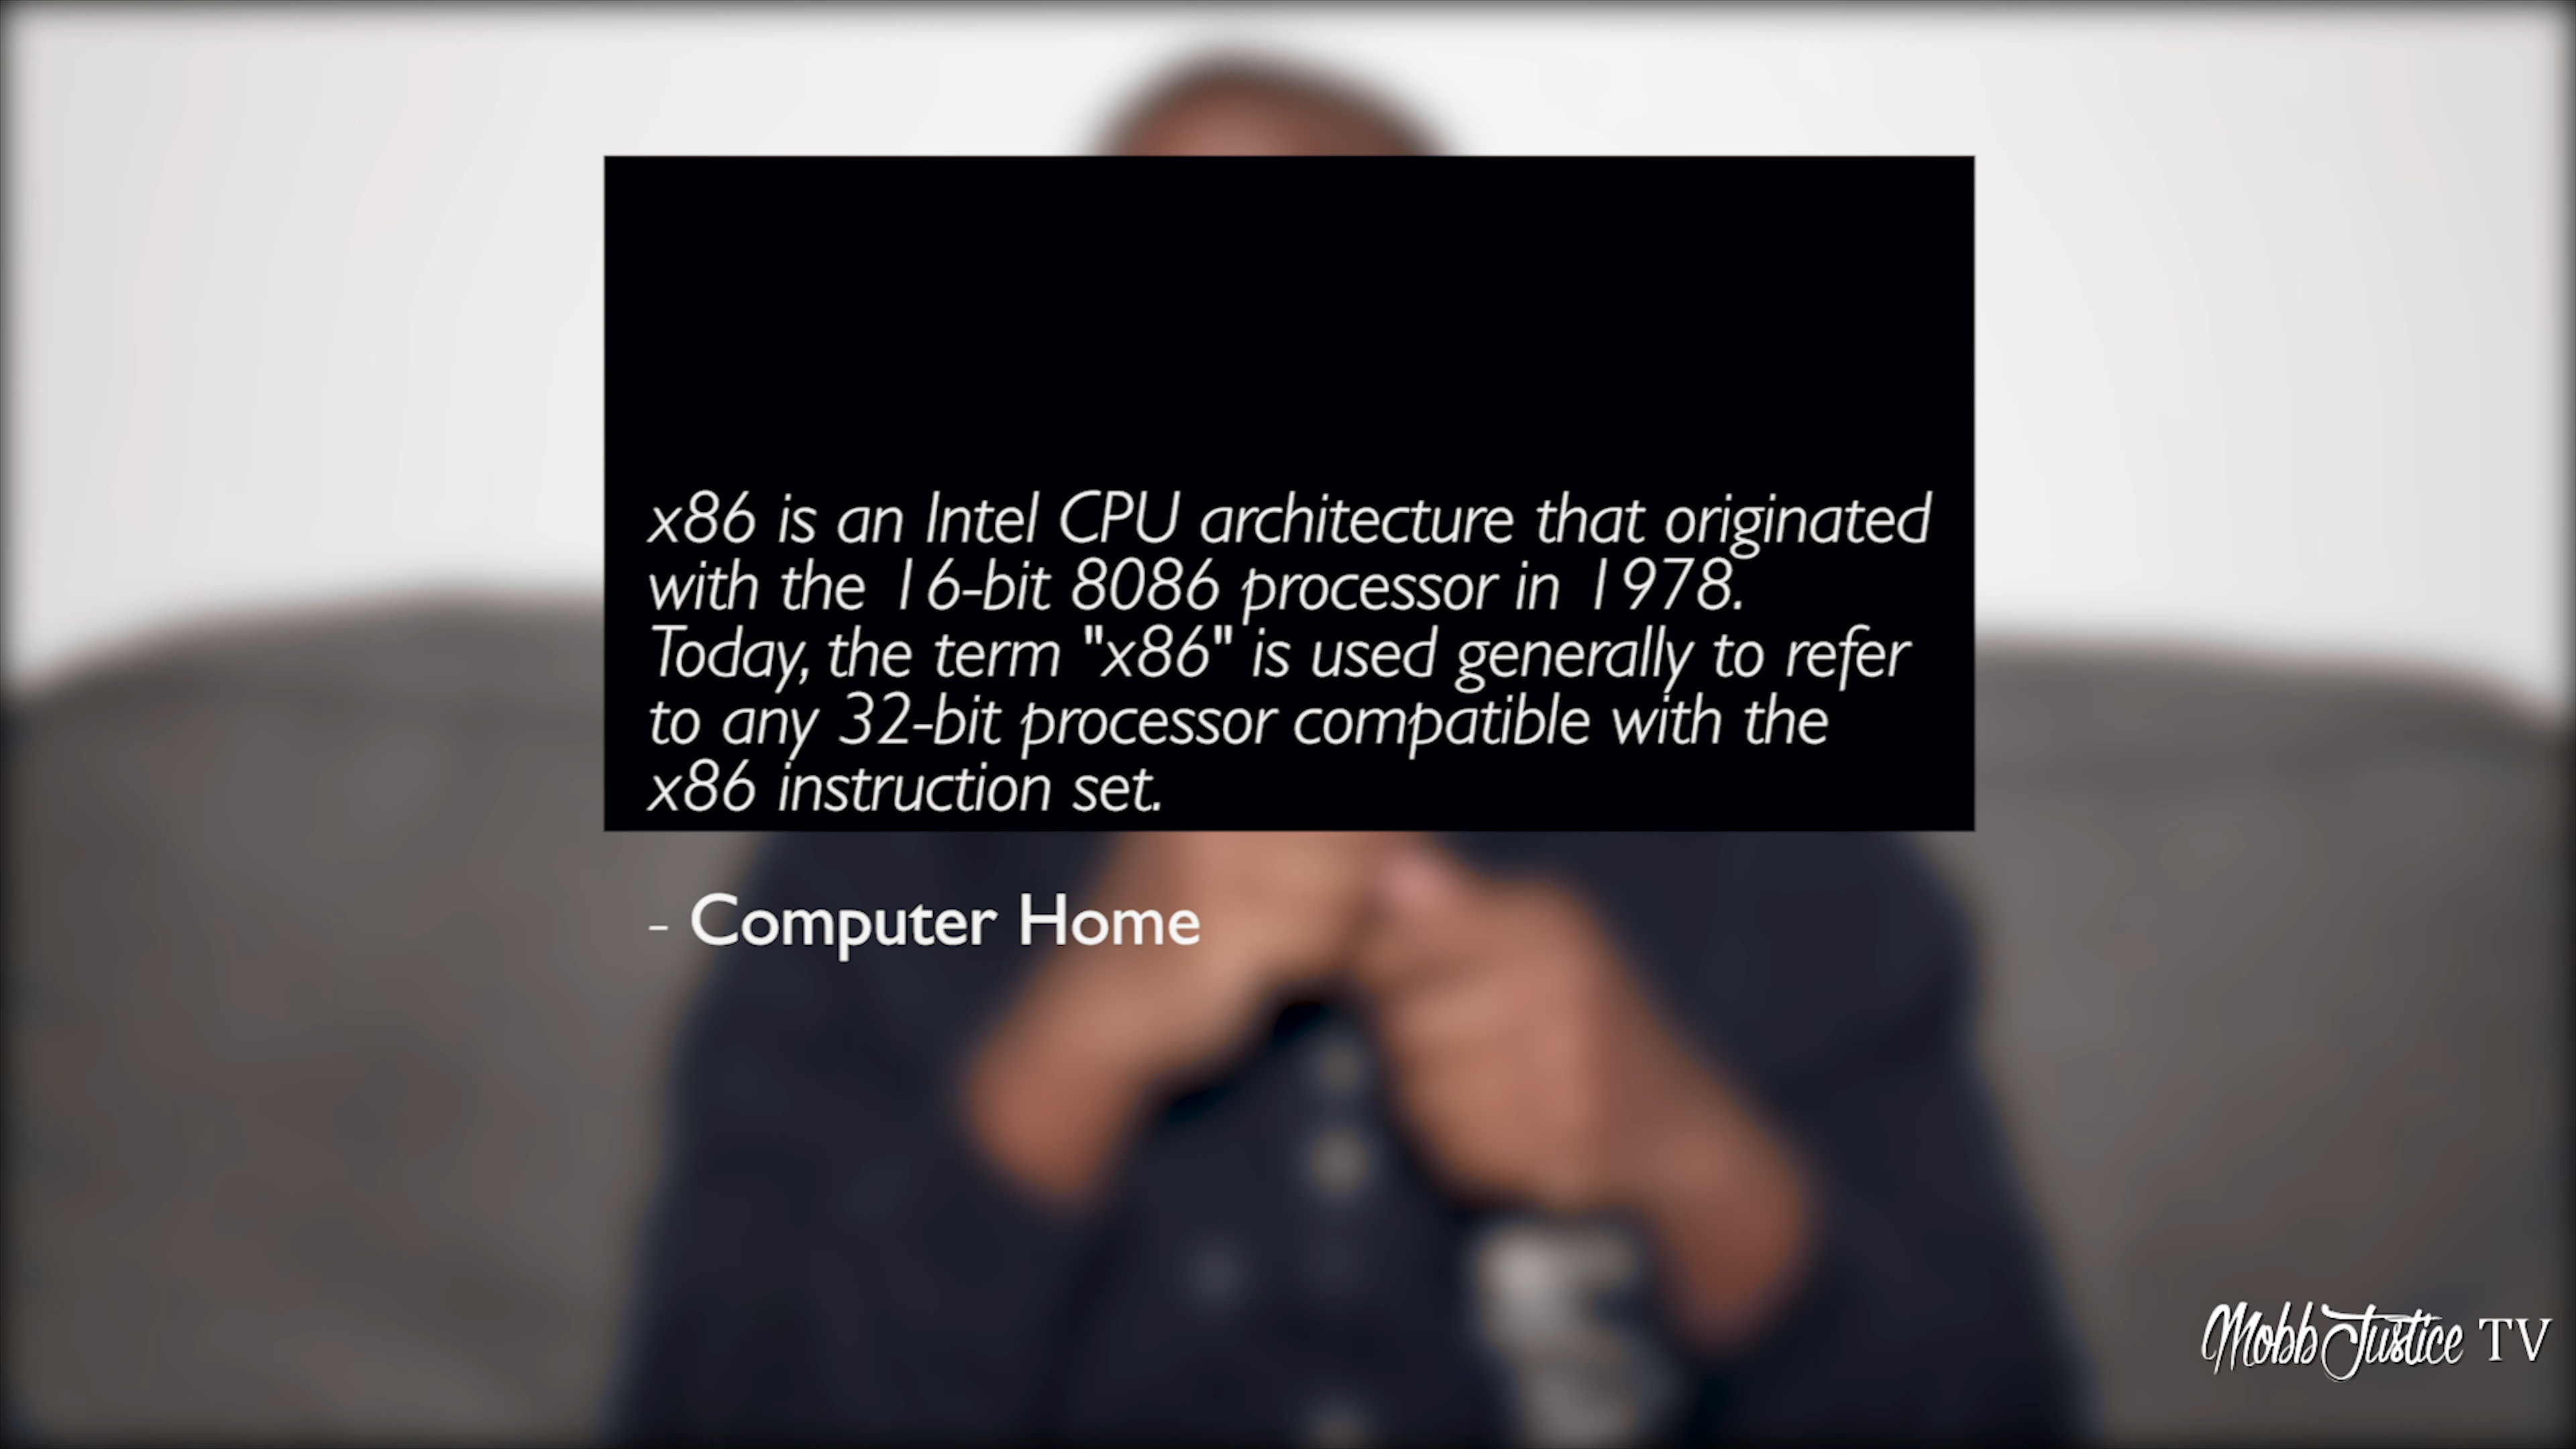 x86 is an Intel CPU architecture that originated
with the 16-bit 8086 processor in 1978.
Today, the term "x86" is used generally to refer
to any 32-bit processor compatible with the
x86 instruction set.
- Computer Home
Mobb Justice TV